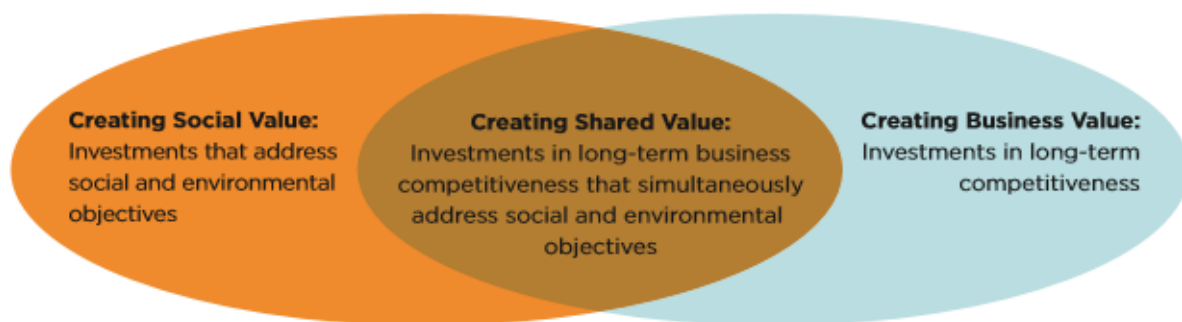 Creating Social Value:
Investments that address
social and environmental
objectives
Creating Shared Value:
Investments in long-term business
competitiveness that simultaneously
address social and environmental
objectives
Creating Business Value:
Investments in long-term
competitiveness